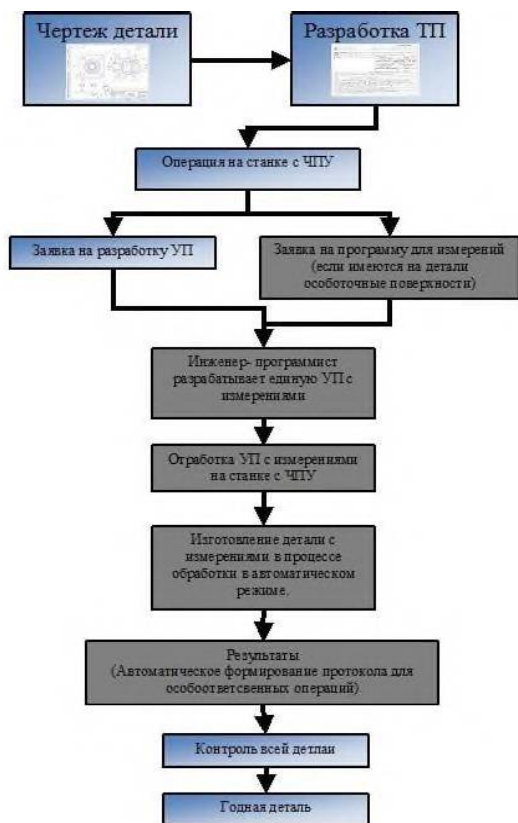 Чертеж детали
Разработка ТП
Операция на станке с ЧПУ
Заявка на разработку УП
Заявка на программу для измерений
(если имеются на детали
особоточные поверхности)
Инженер- программист
разрабатывает единую УП с
измерениями
Отработка УП с измерениями
на станке с ЧПУ
Изготовление детали с
измерениями в процессе
обработки в автоматическом
режиме.
Результаты
(Автоматическое формирование протокола для
особоответсвенных операций)
Контроль всей детлаи
Годная деталь